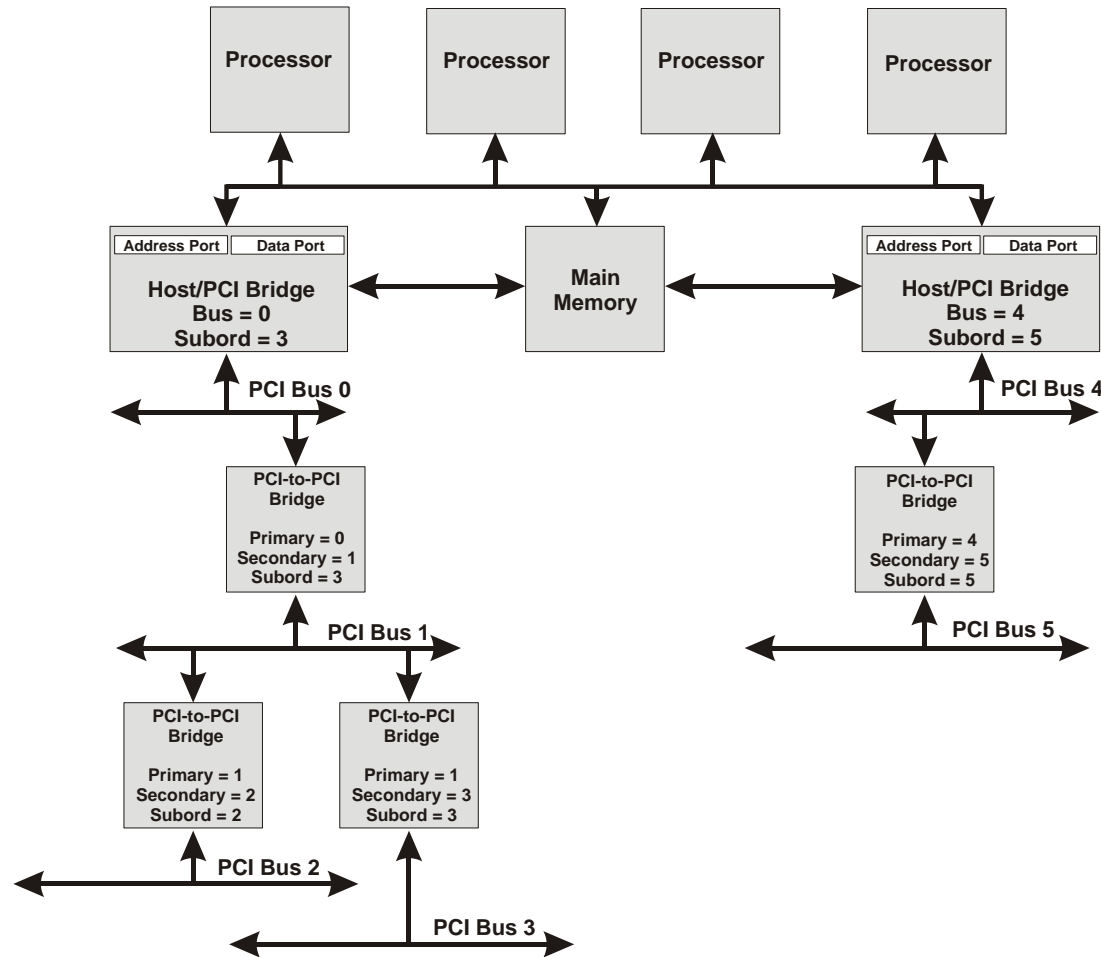 Processor
Processor
Processor
Processor
Address Port
Data Port
Host/PCI Bridge
Bus = 0
Subord = 3
Main
Memory
Address Port
Data Port
Host/PCI Bridge
Bus = 4
Subord = 5
PCI Bus 0
PCI Bus 4
PCI-to-PCI
Bridge
Primary = 0
Secondary = 1
Subord = 3
PCI-to-PCI
Bridge
Primary = 4
Secondary = 5
Subord = 5
PCI Bus 1
PCI Bus 5
PCI-to-PCI
Bridge
Primary = 1
Secondary = 2
Subord = 2
PCI-to-PCI
Bridge
Primary = 1
Secondary = 3
Subord = 3
PCI Bus 2
PCI Bus 3